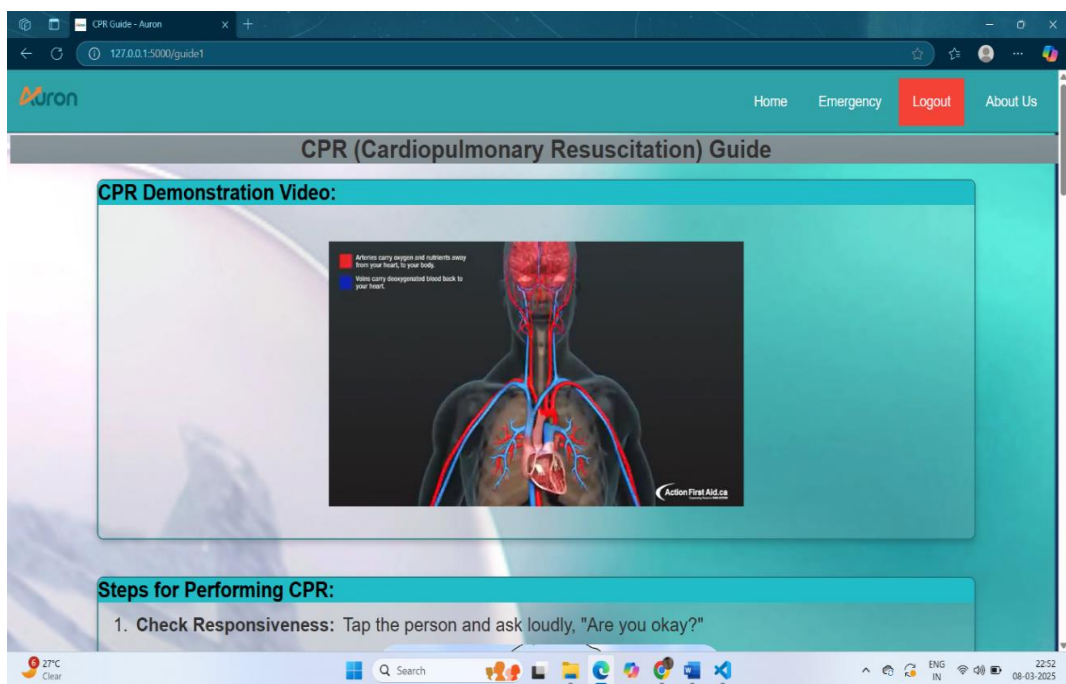 CPR Guide - Auron
127.0.0.1:5000/guide1
Auron
Home Emergency Logout About Us
CPR (Cardiopulmonary Resuscitation) Guide
CPR Demonstration Video:
Arteries carry oxygen and nutrients away
from your heart, to your body.
Veins carry deoxygenated blood back to
your heart.
Action First Aid.ca
Steps for Performing CPR:
1. Check Responsiveness: Tap the person and ask loudly, "Are you okay?"
6
27°C
Clear
Search
ENG
IN
22:52
08-03-2025